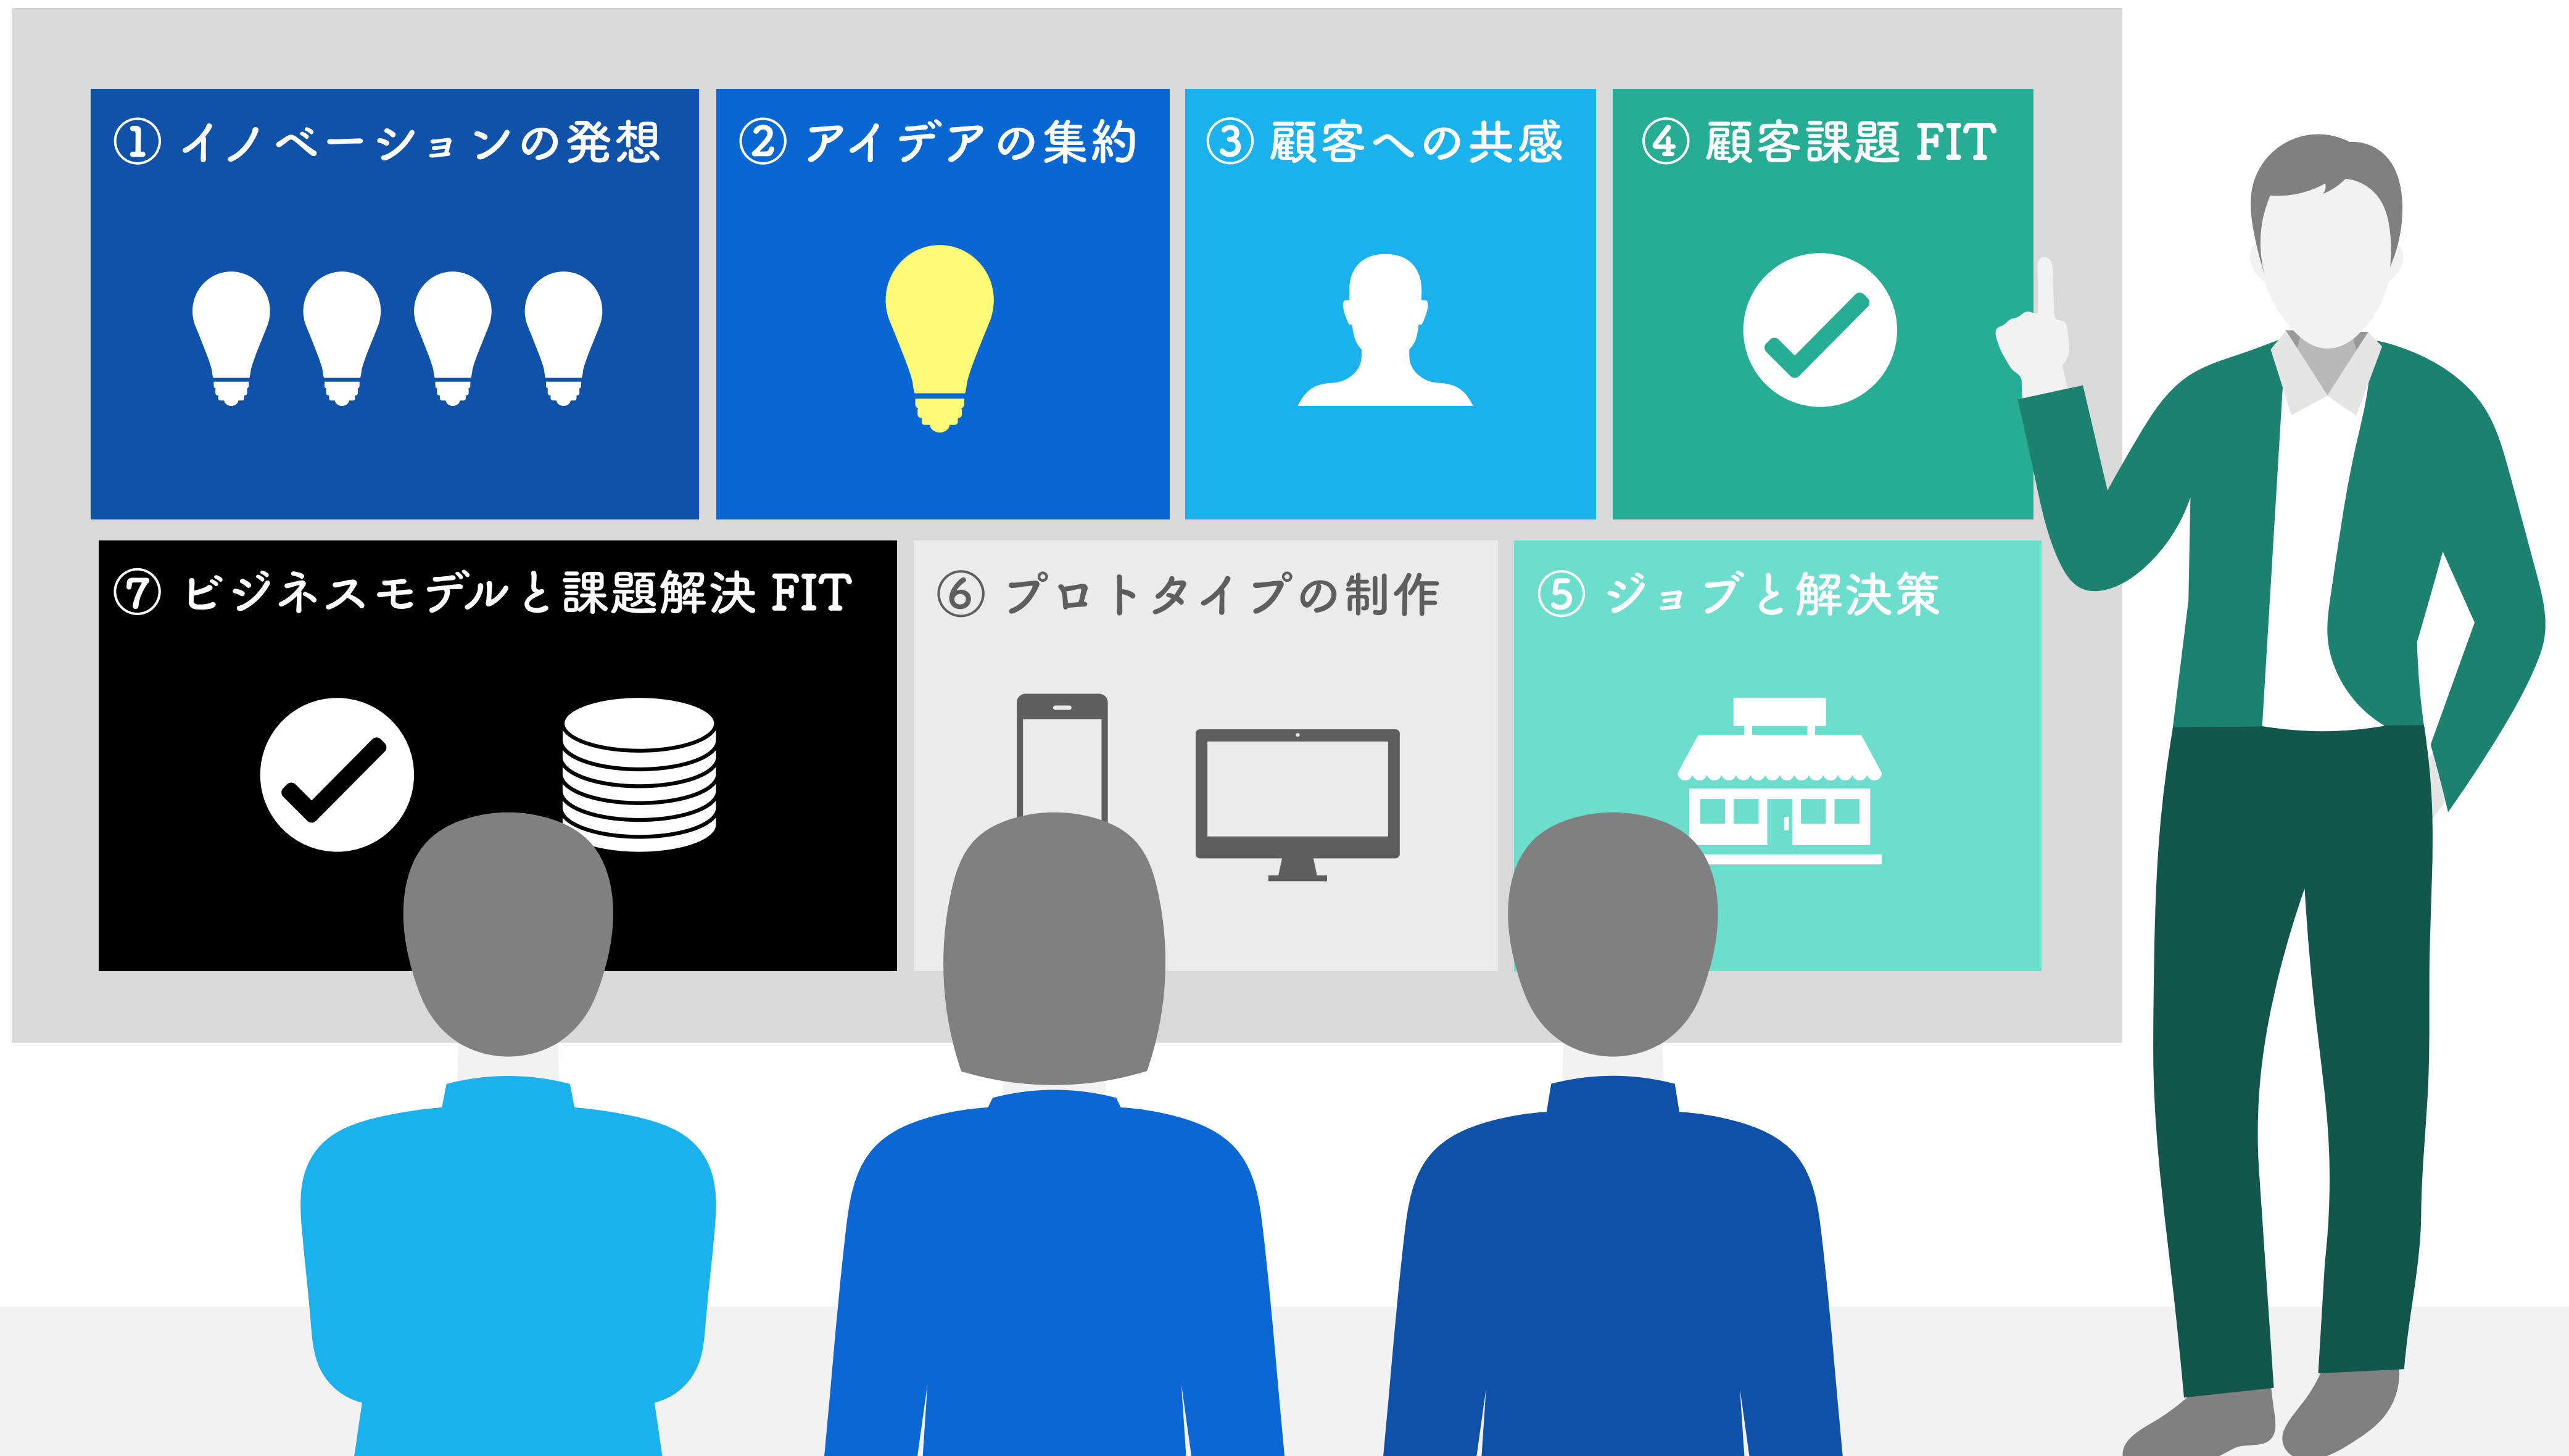 ① イノベーションの発想
② アイデアの集約
③ 顧客への共感
④ 顧客課題 FIT
⑤ ジョブと解決策
⑥ プロトタイプの制作
⑦ ビジネスモデルと課題解決 FIT